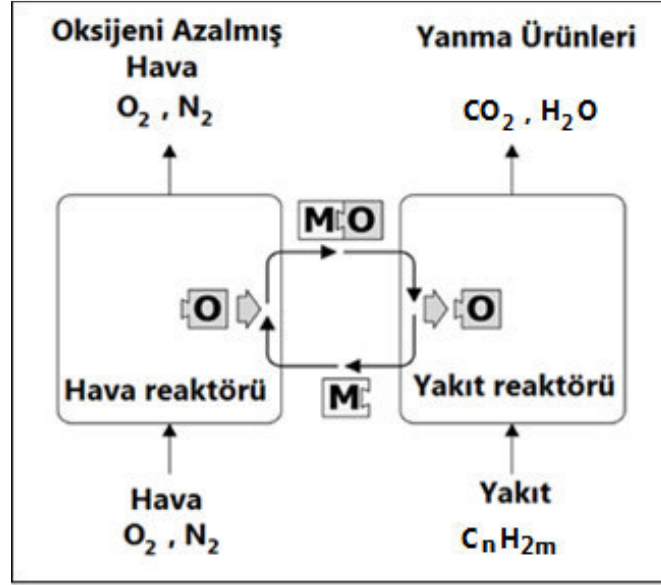 Oksijeni Azalmış
Hava
O₂ , N₂
Yanma Ürünleri
CO₂ , H₂O
MO
O
O
Hava reaktörü
M
Yakıt reaktörü
Hava
O₂ , N₂
Yakıt
CₙH₂ₘ